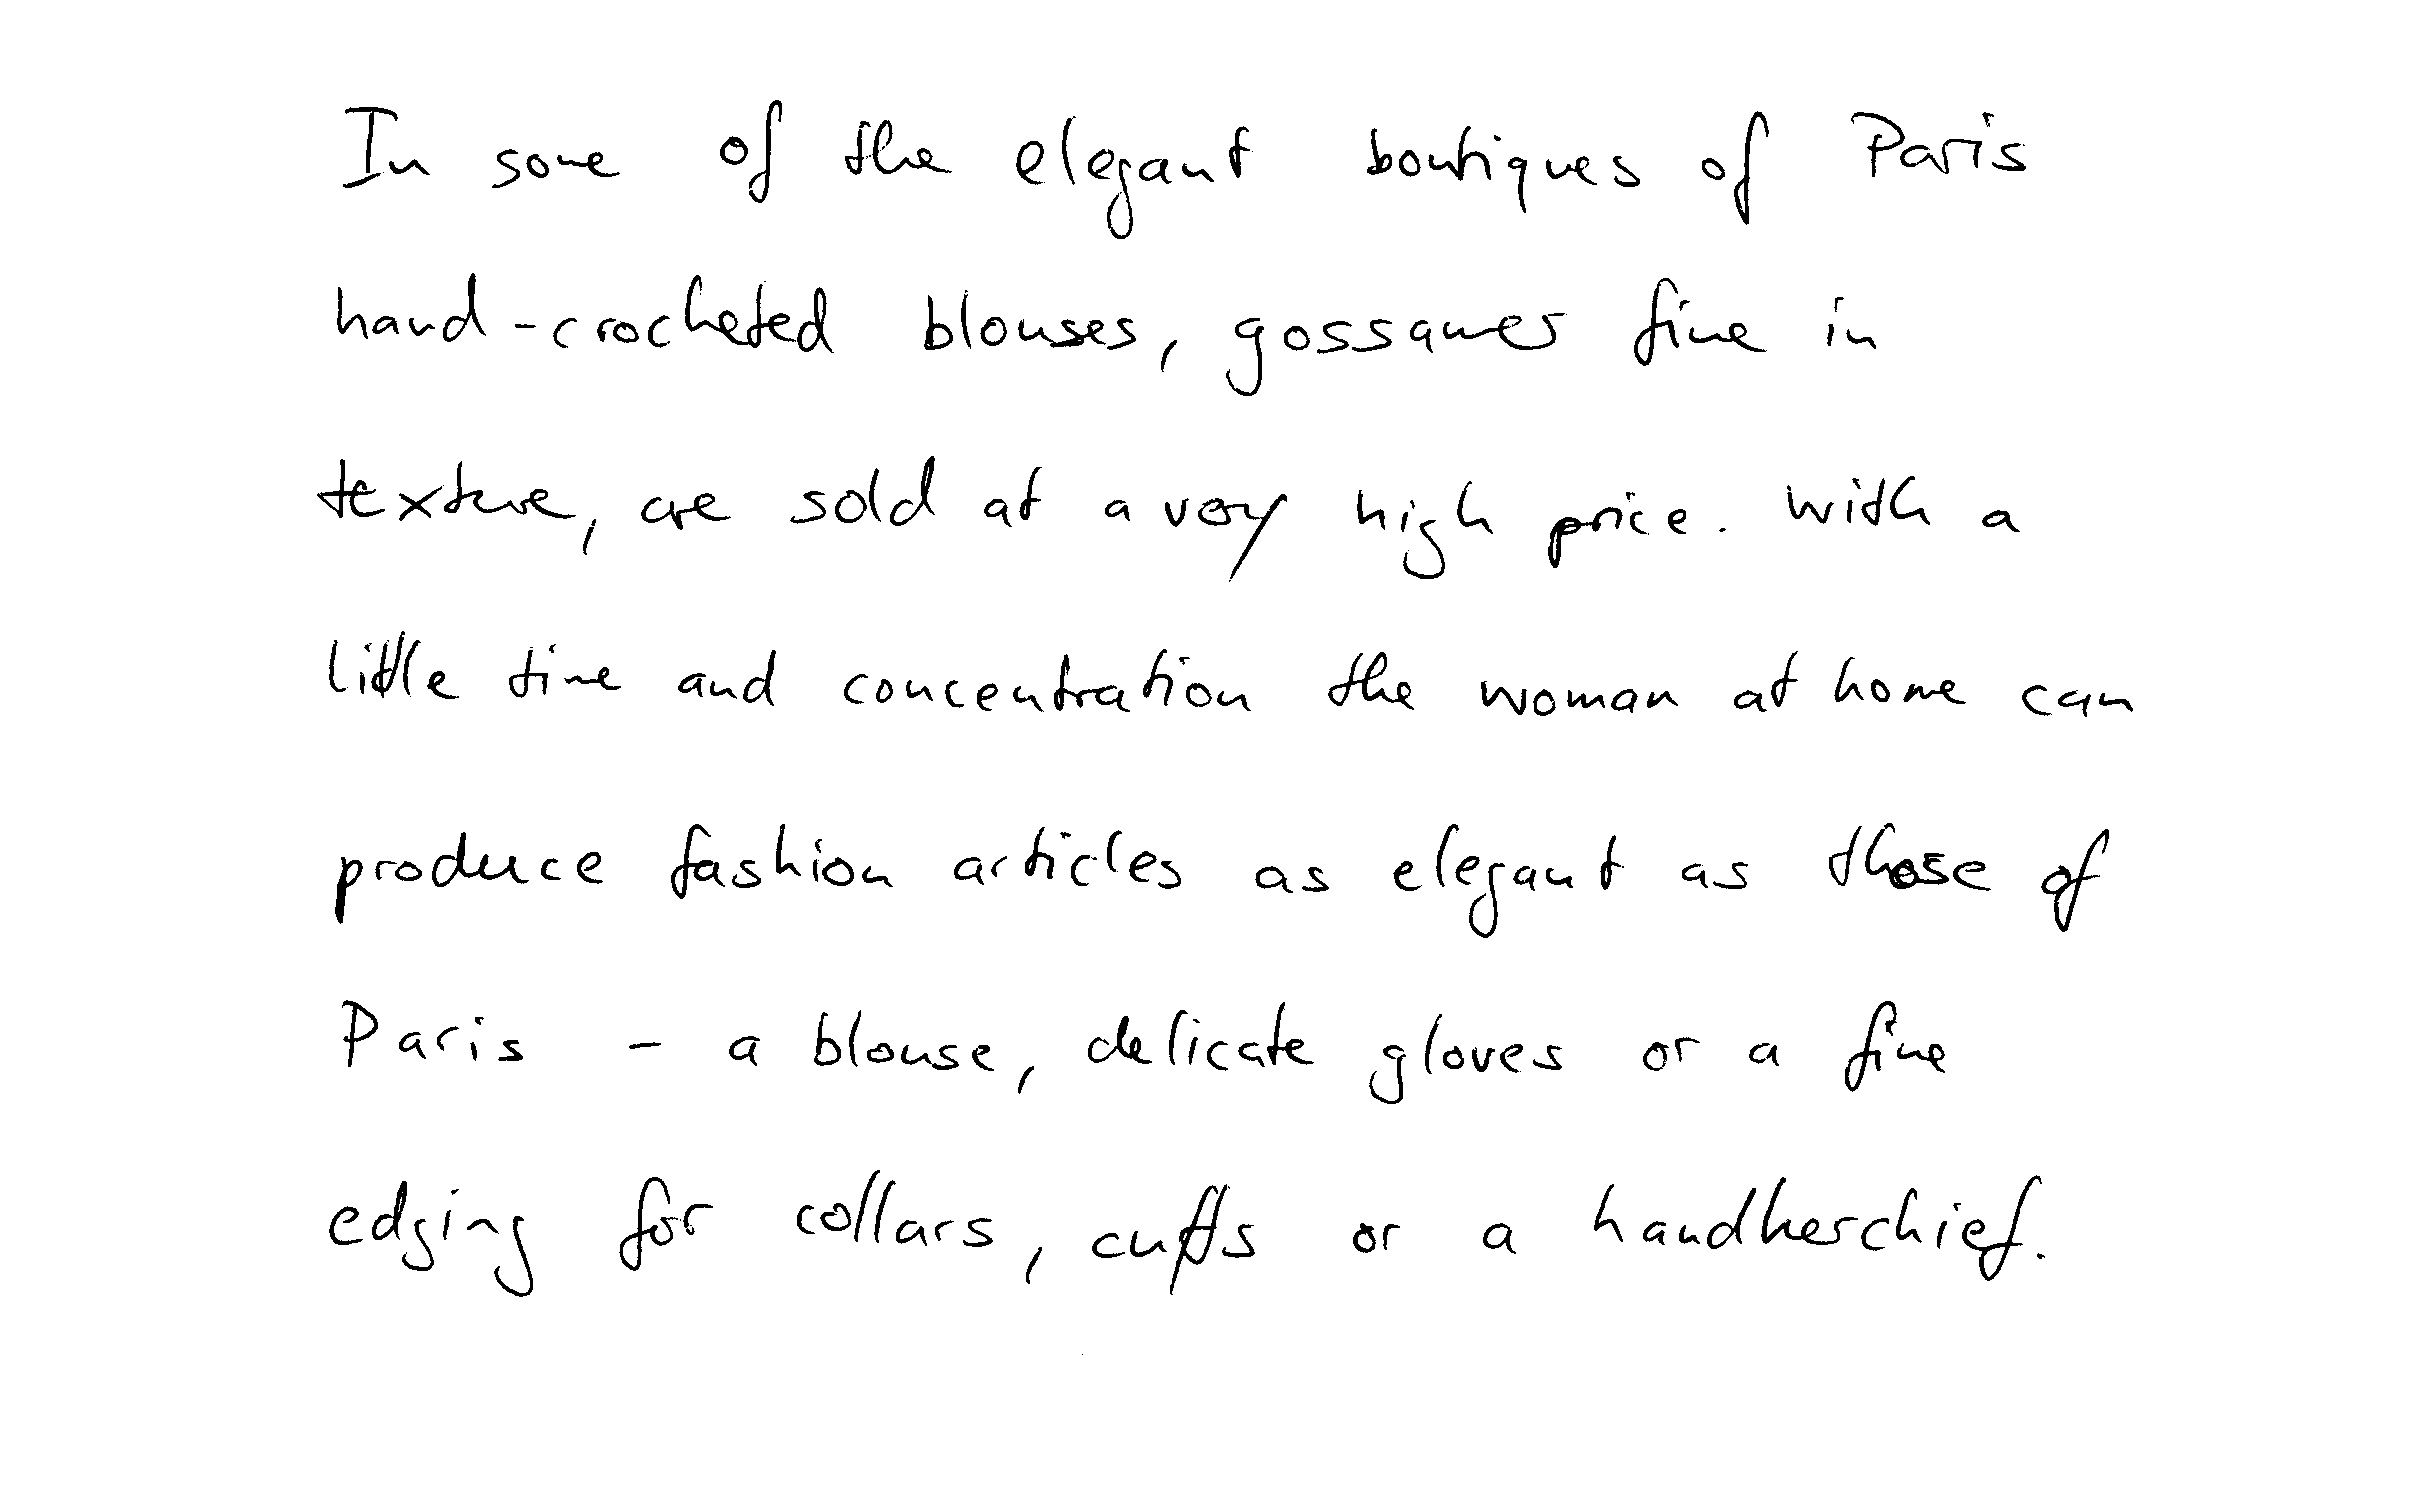 In some of the elegant boutiques of Paris
hand-crocheted blouses, gossamer fine in
texture, are sold at a very high price. With a
little time and concentration the woman at home can
produce fashion articles as elegant as those of
Paris - a blouse, delicate gloves or a fine
edging for collars, cuffs or a handkerchief.